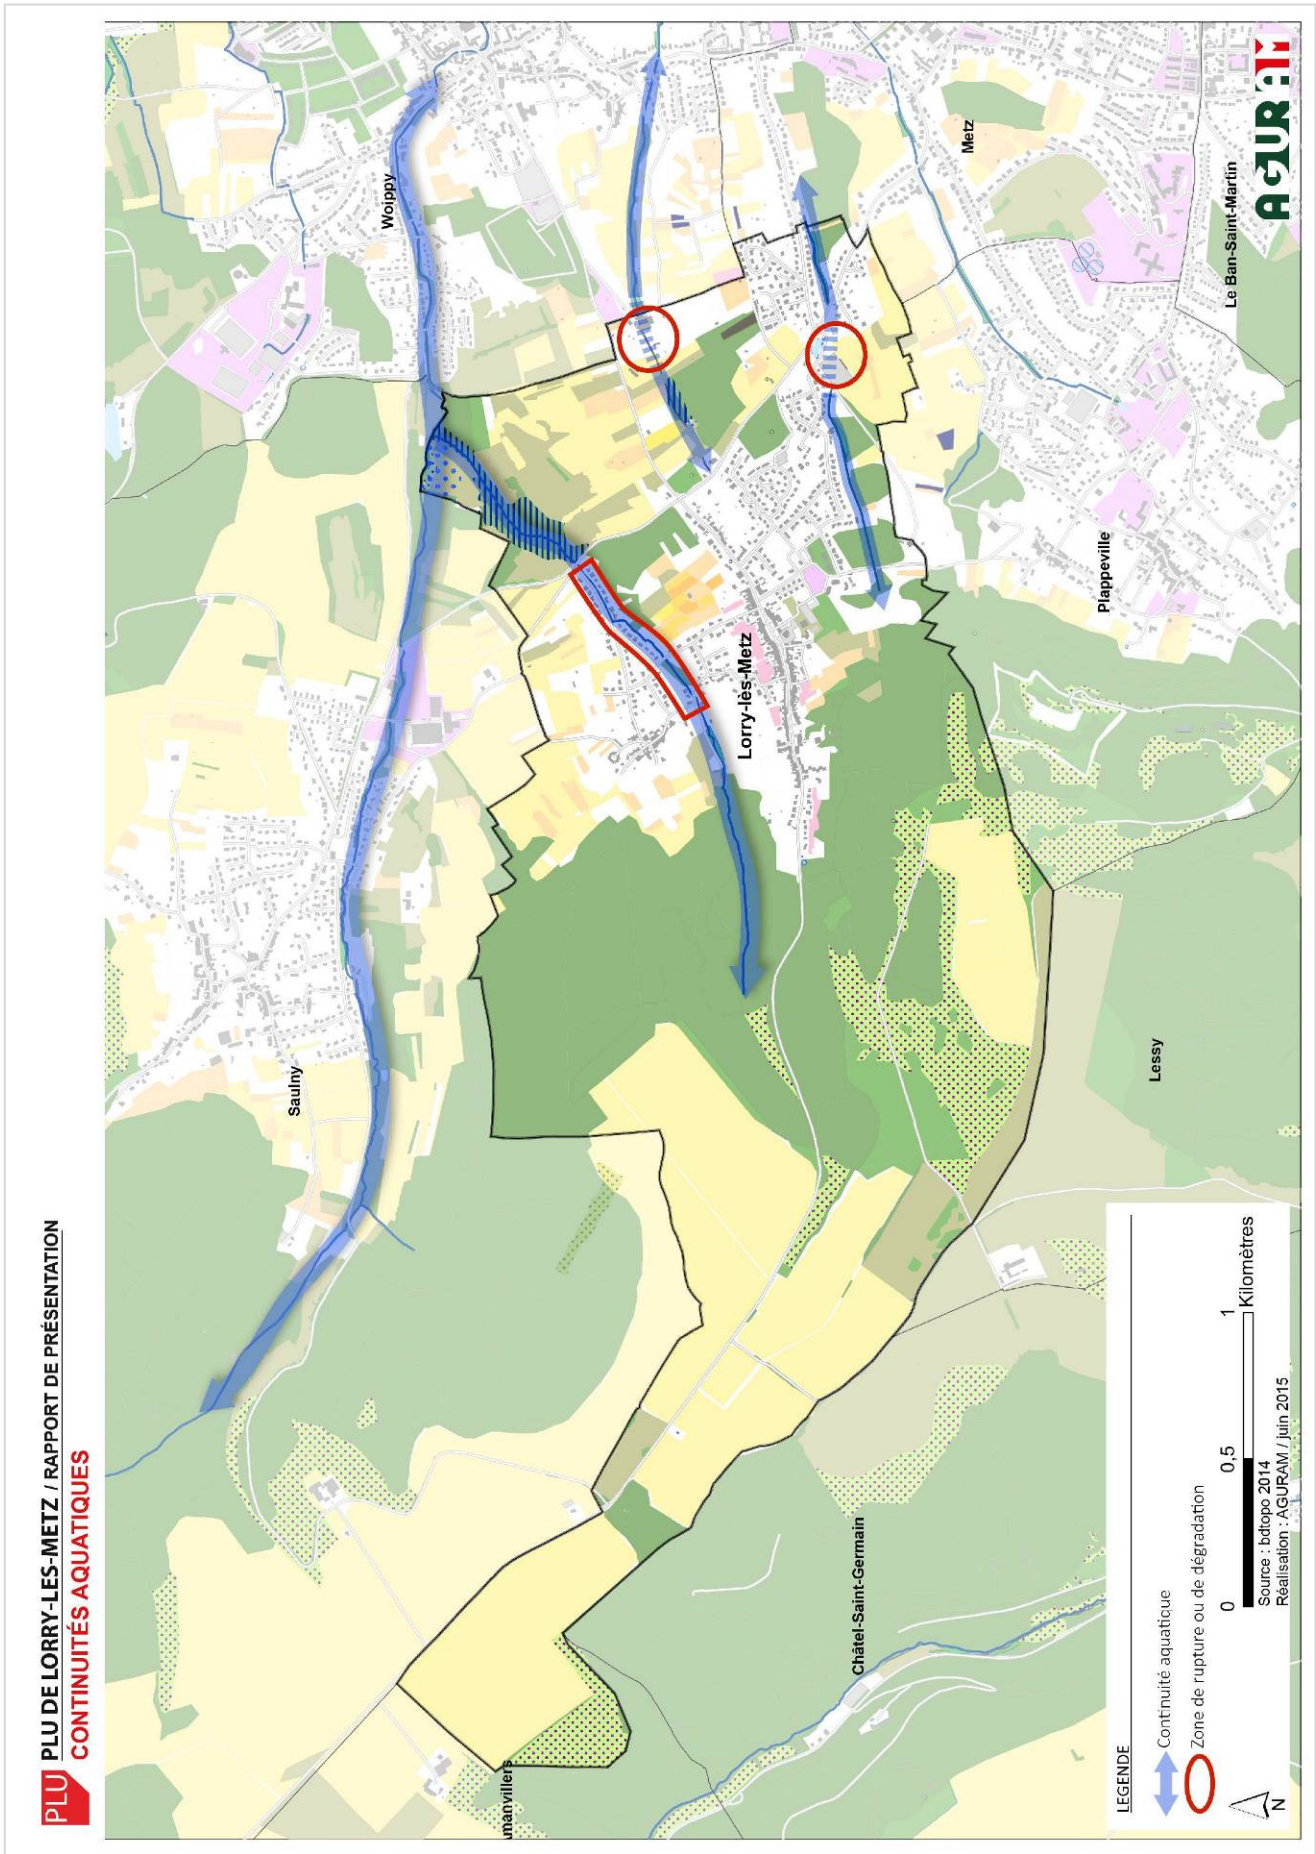 PLU PLU DE LORRY-LES-METZ / RAPPORT DE PRÉSENTATION
CONTINUITÉS AQUATIQUES
Woippy
Saulny
Metz
Le Ban-Saint-Martin
AGURAM
Lorry-lès-Metz
Plappeville
Lessy
Châtel-Saint-Germain
manvillers
LEGENDE
Continuité aquatique
Zone de rupture ou de dégradation
0 0,5 1
Kilomètres
Source : bdtopo 2014
Réalisation : AGURAM / juin 2015
N